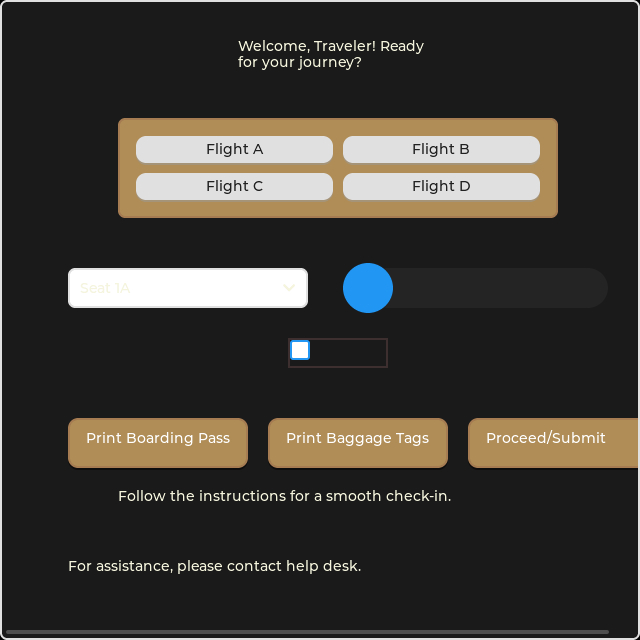 Welcome, Traveler! Ready
for your journey?
Flight A
Flight B
Flight C
Flight D
Seat 1A
Print Boarding Pass
Print Baggage Tags
Proceed/Submit
Follow the instructions for a smooth check-in.
For assistance, please contact help desk.